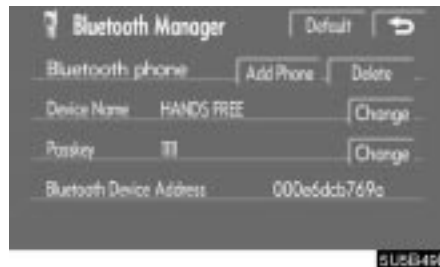 Bluetooth Manager Default
Bluetooth phone Add Phone Delete
Device Name HANDS FREE Change
Passkey 1111 Change
Bluetooth Device Address 000e6dcb769a